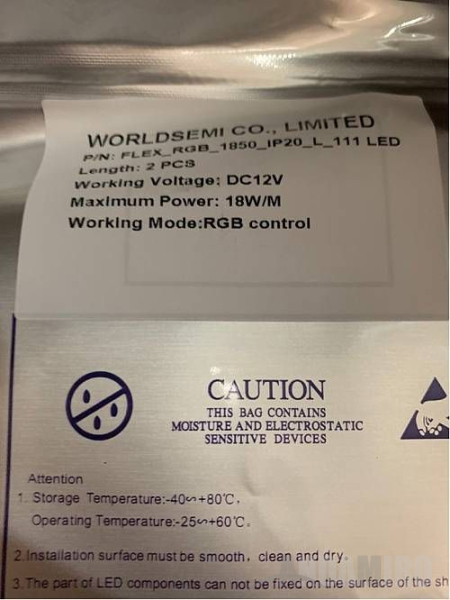 WORLDSEMI CO., LIMITED
P/N: FLEX_RGB_1850_IP20_L_111 LED
Length: 2 PCS
Working Voltage: DC12V
Maximum Power: 18W/M
Working Mode:RGB control
CAUTION
THIS BAG CONTAINS
MOISTURE AND ELECTROSTATIC
SENSITIVE DEVICES
Attention
1. Storage Temperature:-40∽+80℃.
Operating Temperature:-25∽+60℃.
2.Installation surface must be smooth, clean and dry.
3.The part of LED components can not be fixed on the surface of the